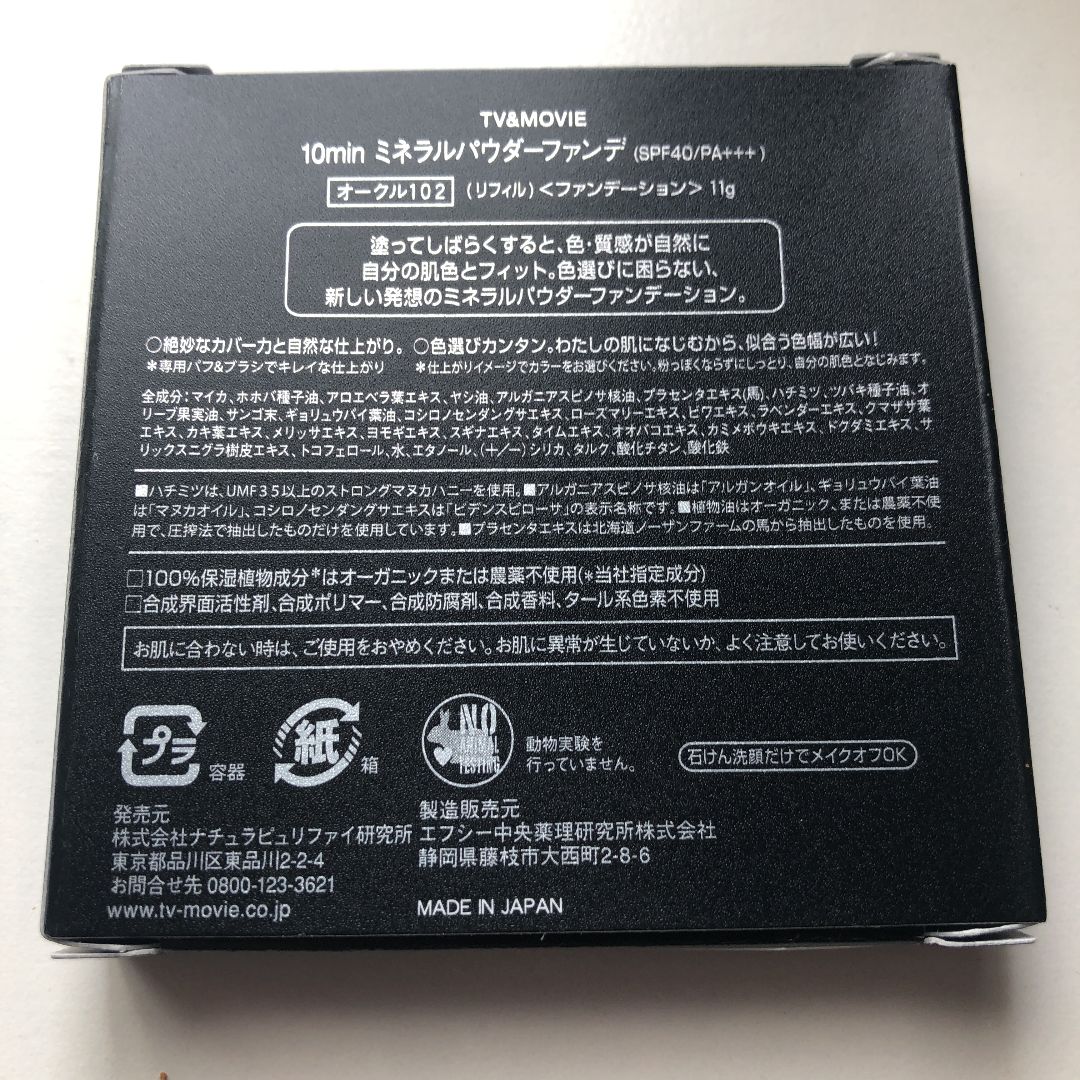 TV&MOVIE
10min ミネラルパウダーファンデ (SPF40/PA+++)
オークル102 (リフィル) <ファンデーション> 11g
塗ってしばらくすると、色・質感が自然に
自分の肌色とフィット。色選びに困らない、
新しい発想のミネラルパウダーファンデーション。
○絶妙なカバー力と自然な仕上がり。 ○色選びカンタン。わたしの肌になじむから、似合う色幅が広い!
*専用パフ&ブラシでキレイな仕上がり *仕上がりイメージでカラーをお選びください。粉っぽくならずにしっとり、自分の肌色となじみます。
全成分:マイカ、ホホバ種子油、アロエベラ葉エキス、ヤシ油、アルガニアスピノサ核油、プラセンタエキス(馬)、ハチミツ、ツバキ種子油、オ
リーブ果実油、サンゴ末、ギョリュウバイ葉油、コシロノセンダングサエキス、ローズマリーエキス、ビワエキス、ラベンダーエキス、クマササ葉
エキス、カキ葉エキス、メリッサエキス、ヨモギエキス、スギナエキス、タイムエキス、オオバコエキス、カミメボウキエキス、ドクダミエキス、サ
リックスニグラ樹皮エキス、トコフェロール、水、エタノール、(+/−)シリカ、タルク、酸化チタン、酸化鉄
■ハチミツは、UMF35以上のストロングマヌカハニーを使用。■アルガニアスピノサ核油は「アルガンオイル」、ギョリュウバイ葉油
は「マヌカオイル」、コシロノセンダングサエキスは「ビデンスピローサ」の表示名称です。■植物油はオーガニック、または農薬不使
用で、圧搾法で抽出したものだけを使用しています。■プラセンタエキスは北海道ノーザンファームの馬から抽出したものを使用。
□100%保湿植物成分*はオーガニックまたは農薬不使用(*当社指定成分)
□合成界面活性剤、合成ポリマー、合成防腐剤、合成香料、タール系色素不使用
お肌に合わない時は、ご使用をおやめください。お肌に異常が生じていないか、よく注意してお使いください。
プラ 容器 紙 箱 NO ANIMAL TESTING 動物実験を
行っていません。
石けん洗顔だけでメイクオフOK
発売元
株式会社ナチュラピュリファイ研究所
東京都品川区東品川2-2-4
お問合せ先 0800-123-3621
www.tv-movie.co.jp
製造販売元
エフシー中央薬理研究所株式会社
静岡県藤枝市大西町2-8-6
MADE IN JAPAN